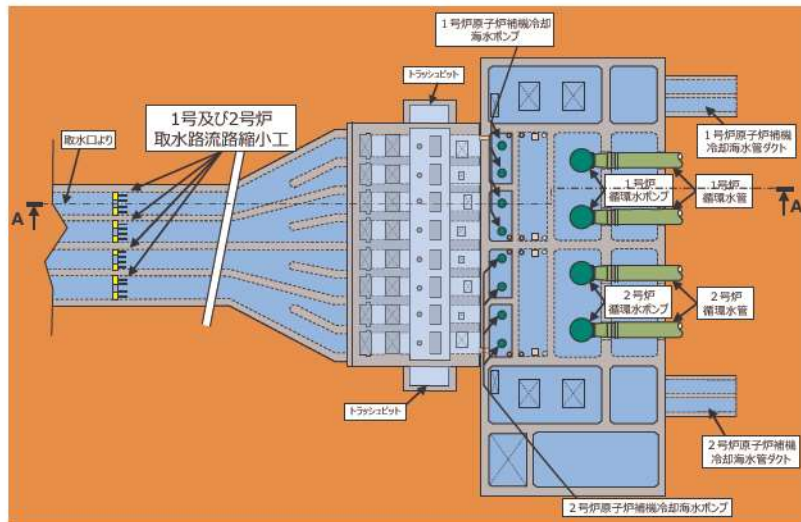 1号炉原子炉補機冷却
海水ポンプ
トラッシュピット
1号及び2号炉
取水路流路縮小工
取水口より
1号炉原子炉補機
冷却海水管ダクト
A
A
1号炉
循環水ポンプ
1号炉
循環水管
2号炉
循環水ポンプ
2号炉
循環水管
トラッシュピット
2号炉原子炉補機
冷却海水管ダクト
2号炉原子炉補機冷却海水ポンプ